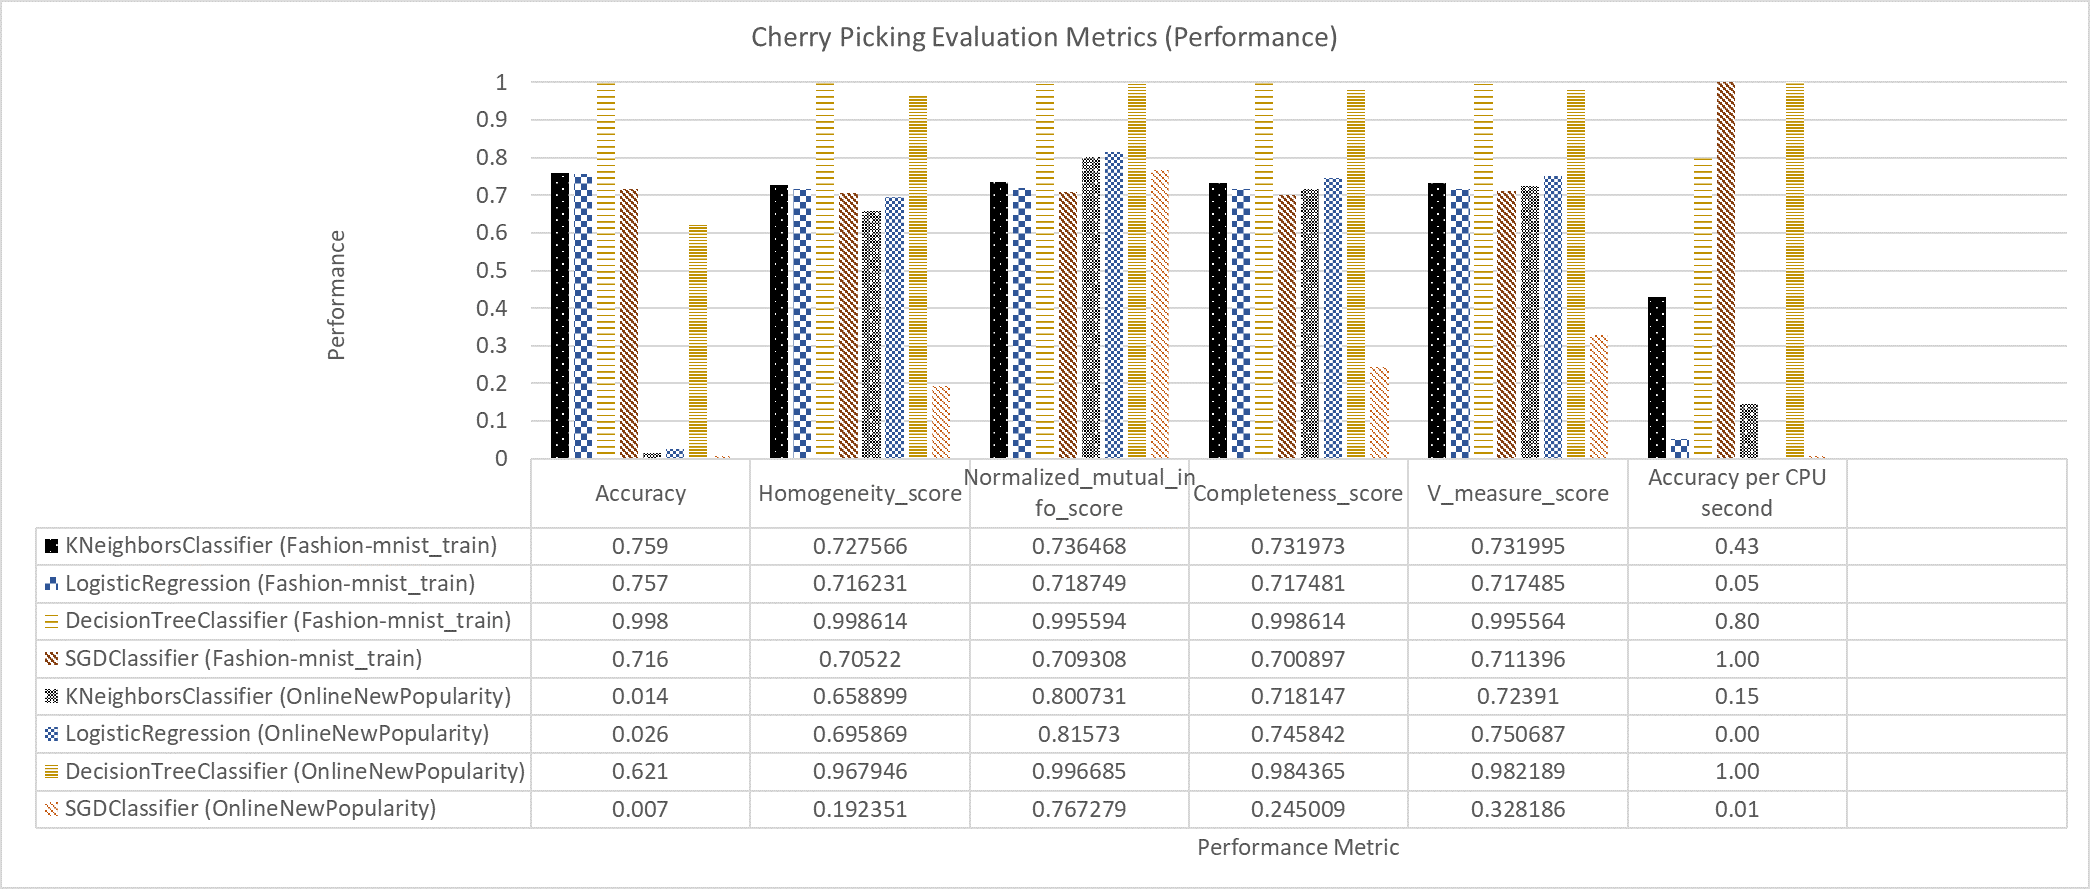 Cherry Picking Evaluation Metrics (Performance)
Performance
1
0.9
0.8
0.7
0.6
0.5
0.4
0.3
0.2
0.1
0
Accuracy
Homogeneity_score
Normalized_mutual_in
fo_score
Completeness_score
V_measure_score
Accuracy per CPU
second
KNeighborsClassifier (Fashion-mnist_train) 0.759 0.727566 0.736468 0.731973 0.731995 0.43
LogisticRegression (Fashion-mnist_train) 0.757 0.716231 0.718749 0.717481 0.717485 0.05
DecisionTreeClassifier (Fashion-mnist_train) 0.998 0.998614 0.995594 0.998614 0.995564 0.80
SGDClassifier (Fashion-mnist_train) 0.716 0.70522 0.709308 0.700897 0.711396 1.00
KNeighborsClassifier (OnlineNewPopularity) 0.014 0.658899 0.800731 0.718147 0.72391 0.15
LogisticRegression (OnlineNewPopularity) 0.026 0.695869 0.81573 0.745842 0.750687 0.00
DecisionTreeClassifier (OnlineNewPopularity) 0.621 0.967946 0.996685 0.984365 0.982189 1.00
SGDClassifier (OnlineNewPopularity) 0.007 0.192351 0.767279 0.245009 0.328186 0.01
Performance Metric